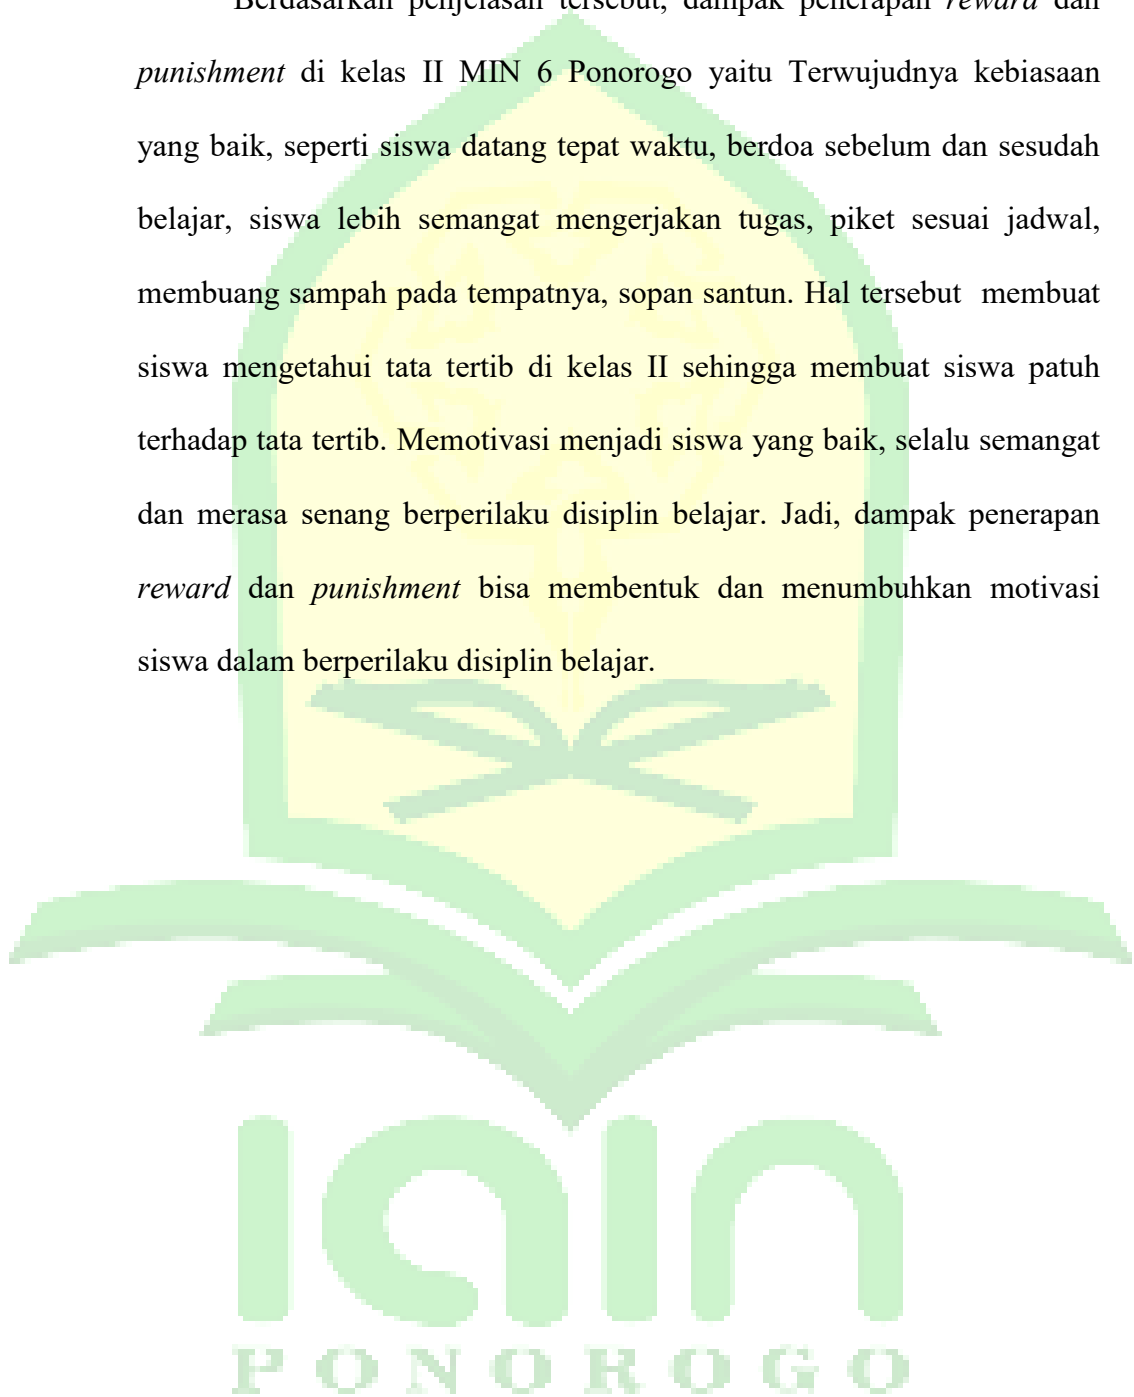 Berdasarkan penjelasan tersebut, dampak penerapan reward dan
punishment di kelas II MIN 6 Ponorogo yaitu Terwujudnya kebiasaan
yang baik, seperti siswa datang tepat waktu, berdoa sebelum dan sesudah
belajar, siswa lebih semangat mengerjakan tugas, piket sesuai jadwal,
membuang sampah pada tempatnya, sopan santun. Hal tersebut  membuat
siswa mengetahui tata tertib di kelas II sehingga membuat siswa patuh
terhadap tata tertib. Memotivasi menjadi siswa yang baik, selalu semangat
dan merasa senang berperilaku disiplin belajar. Jadi, dampak penerapan
reward dan punishment bisa membentuk dan menumbuhkan motivasi
siswa dalam berperilaku disiplin belajar.
iain
PONOROGO